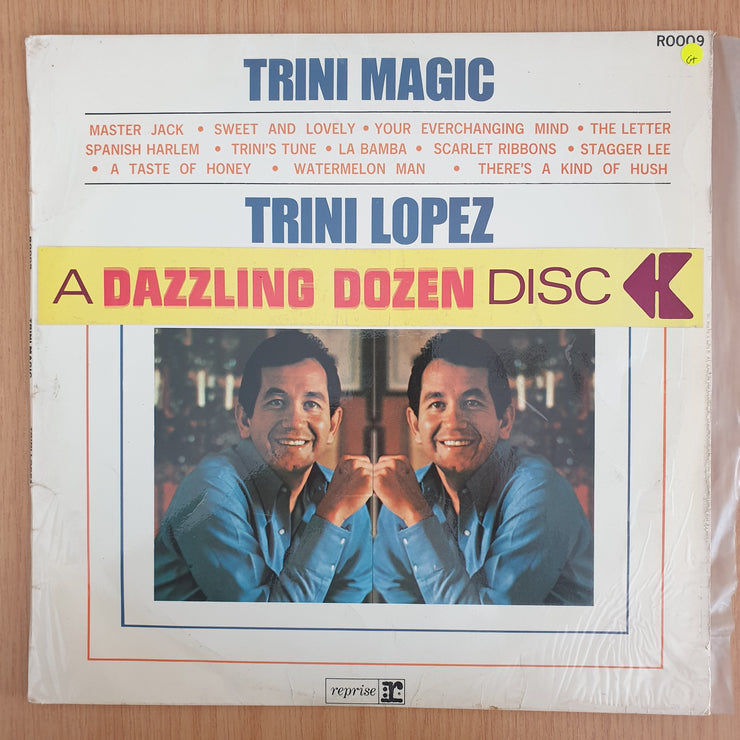 R0009
G+
TRINI MAGIC
MASTER JACK • SWEET AND LOVELY • YOUR EVERCHANGING MIND • THE LETTER
SPANISH HARLEM • TRINI'S TUNE • LA BAMBA • SCARLET RIBBONS • STAGGER LEE
• A TASTE OF HONEY • WATERMELON MAN • THERE'S A KIND OF HUSH
TRINI LOPEZ
A DAZZLING DOZEN DISC K
TRINI MAGIC
reprise r